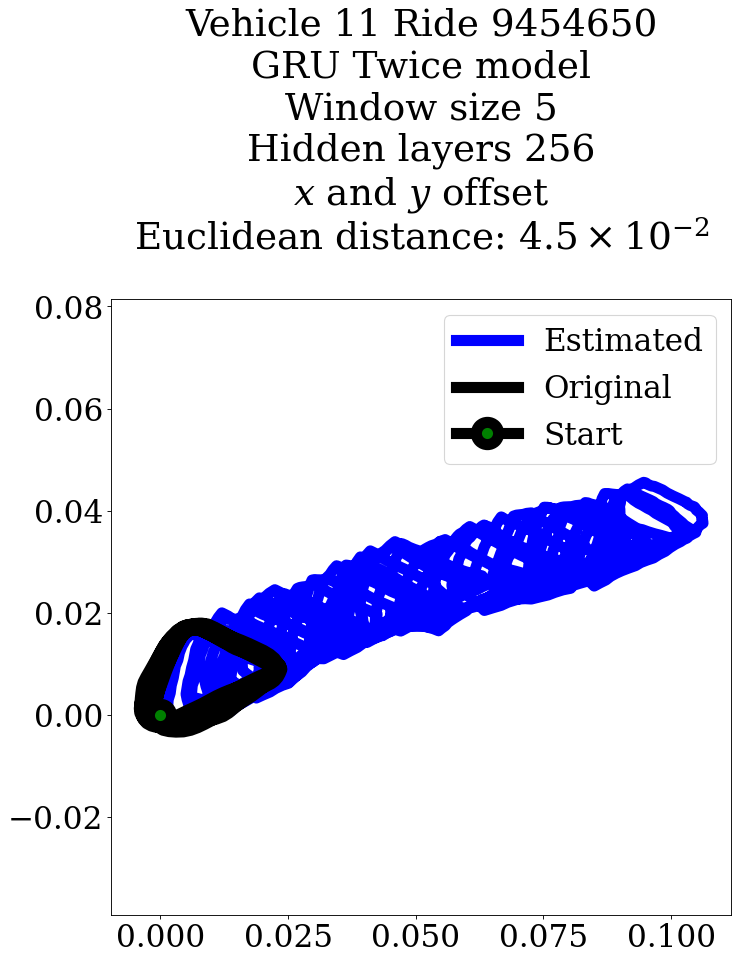 Vehicle 11 Ride 9454650
GRU Twice model
Window size 5
Hidden layers 256
x and y offset
Euclidean distance: 4.5 × 10⁻²
0.08
Estimated
Original
Start
0.06
0.04
0.02
0.00
−0.02
0.000 0.025 0.050 0.075 0.100